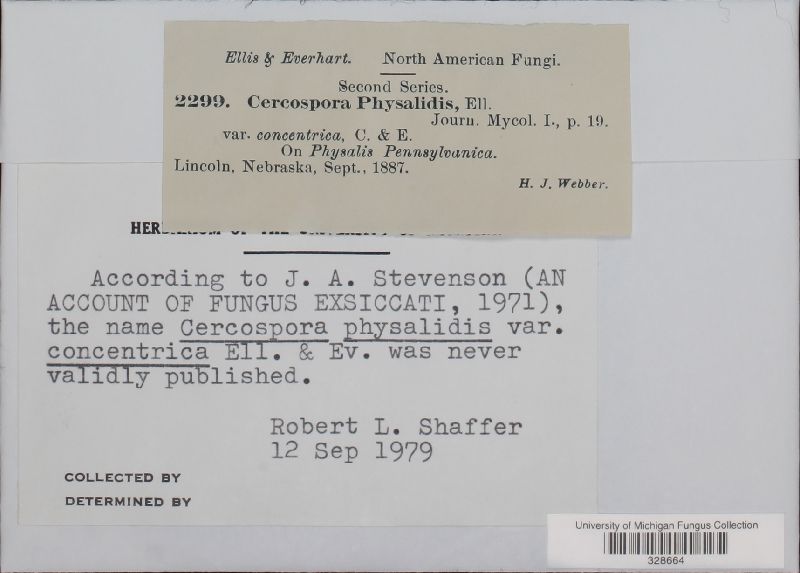 Ellis & Everhart. North American Fungi.
Second Series.
2299. Cercospora Physalidis, Ell.
Journ. Mycol. I., p. 19.
var. concentrica, C. & E.
On Physalis Pennsylvanica.
Lincoln, Nebraska, Sept., 1887.
H. J. Webber.
According to J. A. Stevenson (AN
ACCOUNT OF FUNGUS EXSICCATI, 1971),
the name Cercospora physalidis var.
concentrica Ell. & Ev. was never
validly published.
Robert L. Shaffer
12 Sep 1979
COLLECTED BY
DETERMINED BY
University of Michigan Fungus Collection
328664